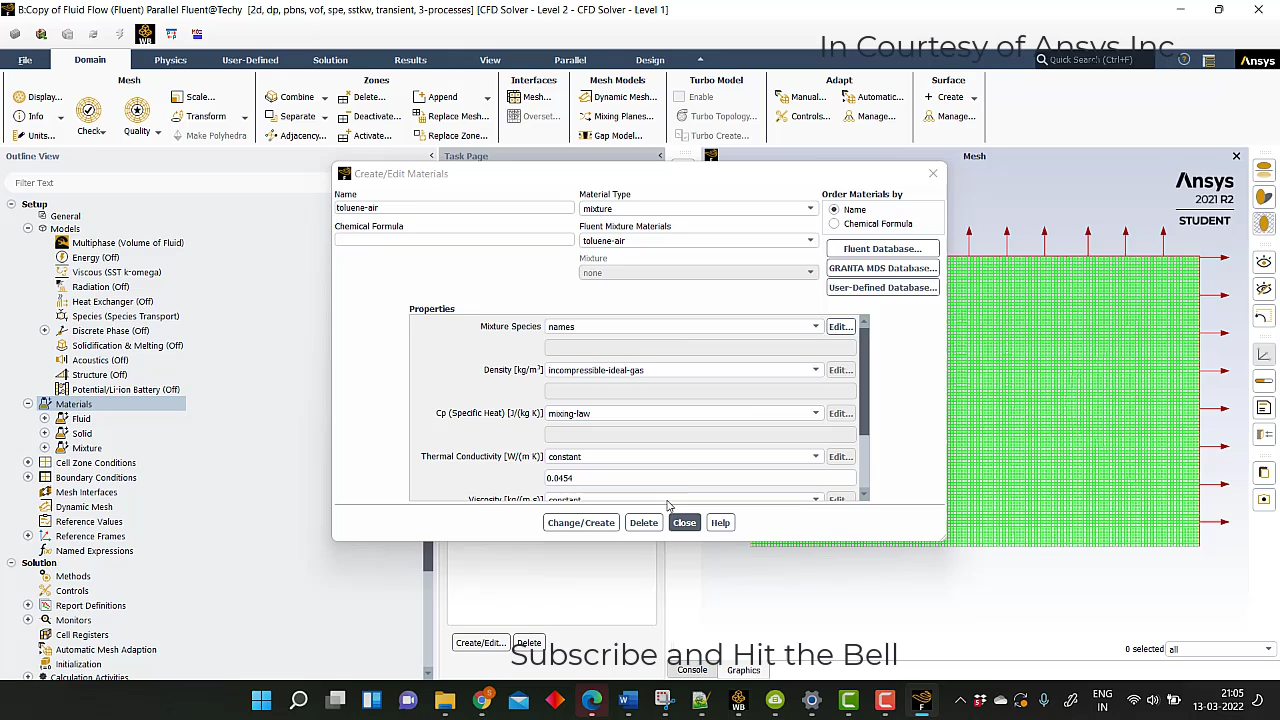 B:Copy of Fluid Flow (Fluent) Parallel Fluent@Techy [2d, dp, pbns, vof, spe, sstkw, transient, 3-processes] [CFD Solver - Level 2 - CFD Solver - Level 1]
In Courtesy of Ansys Inc
File Domain Physics User-Defined Solution Results View Parallel Design Quick Search (Ctrl+F) Ansys
Mesh Zones Interfaces Mesh Models Turbo Model Adapt Surface
Display... Scale... Combine Delete... Append Mesh... Dynamic Mesh... Enable Manual... Automatic... Create
Info Check Quality Transform Separate Deactivate... Replace Mesh... Overset... Mixing Planes... Turbo Topology... Controls... Manage... Manage...
Units... Make Polyhedra Adjacency... Activate... Replace Zone... Gap Model... Turbo Create...
Outline View
Task Page
Mesh
Filter Text
Setup
General
Models
Multiphase (Volume of Fluid)
Energy (Off)
Viscous (SST k-omega)
Radiation (Off)
Heat Exchanger (Off)
Species (Species Transport)
Discrete Phase (Off)
Solidification & Melting (Off)
Acoustics (Off)
Structure (Off)
Potential/Li-ion Battery (Off)
Materials
Fluid
Solid
Mixture
Cell Zone Conditions
Boundary Conditions
Mesh Interfaces
Dynamic Mesh
Reference Values
Reference Frames
Named Expressions
Solution
Methods
Controls
Report Definitions
Monitors
Cell Registers
Automatic Mesh Adaption
Initialization
Calculation Activities
Create/Edit Materials
Name
toluene-air
Chemical Formula
Material Type
mixture
Fluent Mixture Materials
toluene-air
Mixture
none
Order Materials by
Name
Chemical Formula
Fluent Database...
GRANTA MDS Database...
User-Defined Database...
Properties
Mixture Species names Edit...
Density [kg/m³] incompressible-ideal-gas Edit...
Cp (Specific Heat) [J/(kg K)] mixing-law Edit...
Thermal Conductivity [W/(m K)] constant Edit...
0.0454
Viscosity [kg/(m s)] constant Edit...
Change/Create Delete Close Help
Ansys
2021 R2
STUDENT
Create/Edit... Delete
Subscribe and Hit the Bell
0 selected all
Console Graphics
ENG
IN
21:05
13-03-2022